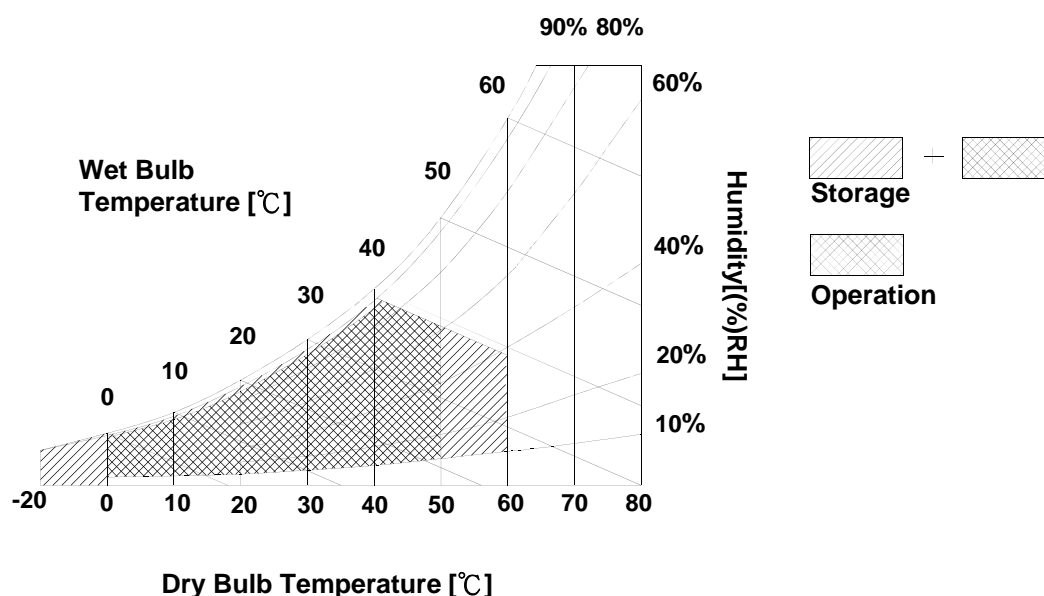 90% 80%
60
60%
Wet Bulb
Temperature [℃]
50
40
40%
30
20
20%
10
0
10%
Humidity[(%)RH]
-20 0 10 20 30 40 50 60 70 80
Dry Bulb Temperature [℃]
+
Storage
Operation